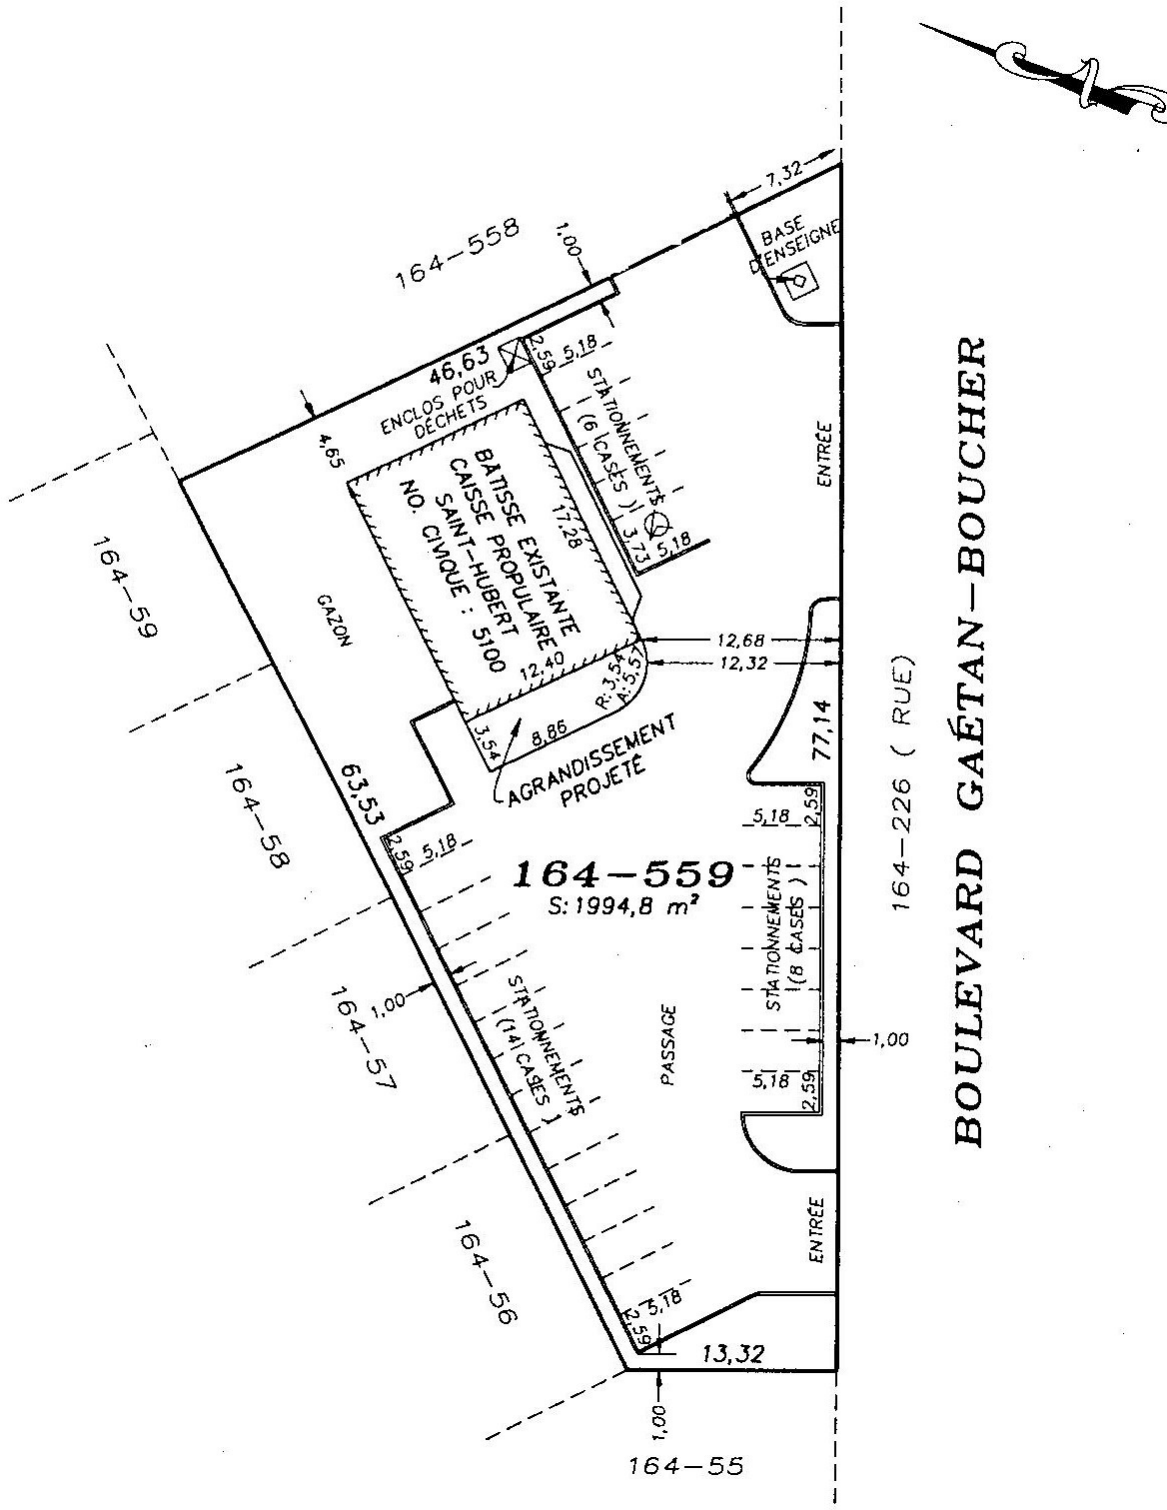 7,32
BASE
D'ENSEIGNE
164-558
1,00
46,63
ENCLOS POUR
DÉCHETS
2,59
5,18
STATIONNEMENTS
(6 CASES)
3,73
5,18
4,65
BÂTISSE EXISTANTE
CAISSE PROPULAIRE
SAINT-HUBERT
NO. CIVIQUE : 5100
17,28
12,40
ENTRÉE
164-59
GAZON
12,68
12,32
R: 3,54
A: 5,57
3,54
8,86
AGRANDISSEMENT
PROJETÉ
77,14
164-226 ( RUE)
BOULEVARD GAÉTAN-BOUCHER
164-58
63,53
2,59
5,18
5,18
2,59
164-559
S: 1994,8 m²
STATIONNEMENTS
(8 CASES )
164-57
1,00
STATIONNEMENTS
(14 CASES )
PASSAGE
1,00
5,18
2,59
164-56
ENTRÉE
5,18
2,59
13,32
1,00
164-55